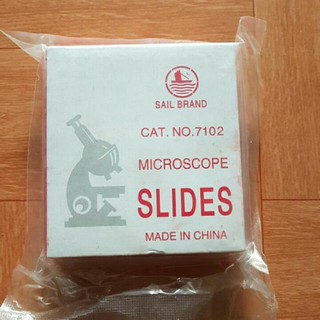 SAIL BRAND
CAT. NO.7102
MICROSCOPE
SLIDES
MADE IN CHINA